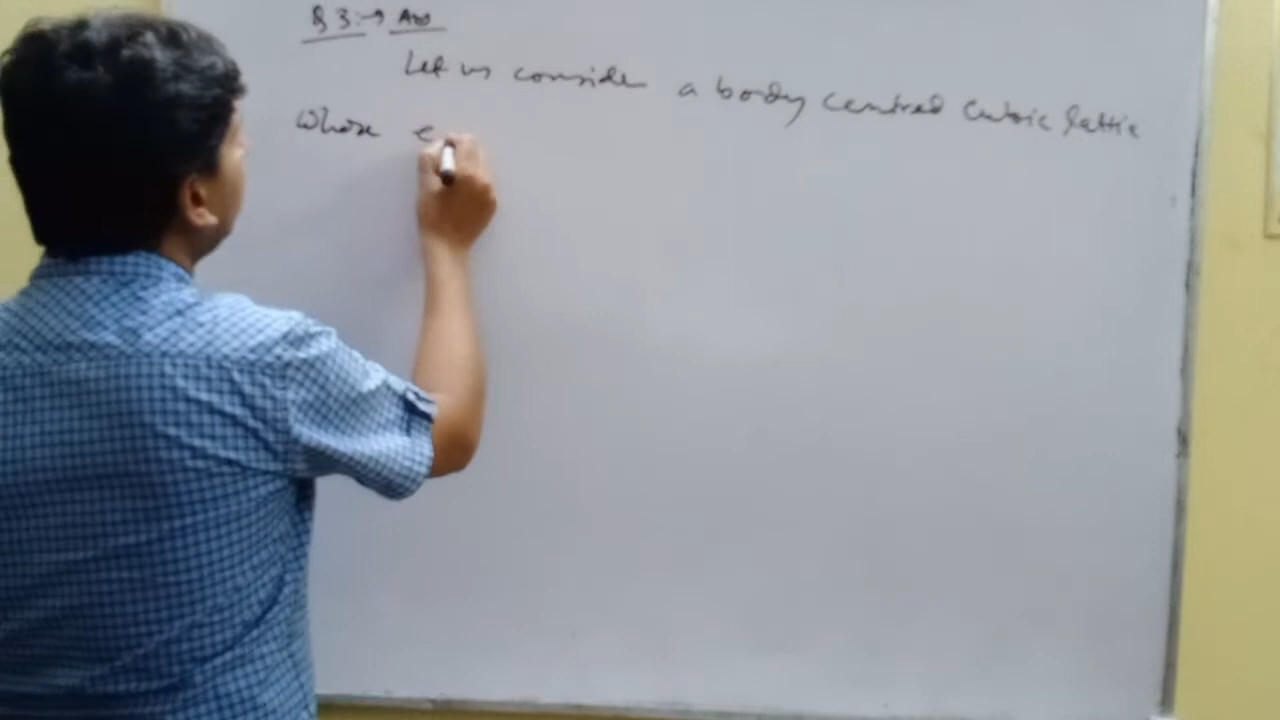 Q 3:→ Ans
Let us consider a body centred cubic lattice
whose e